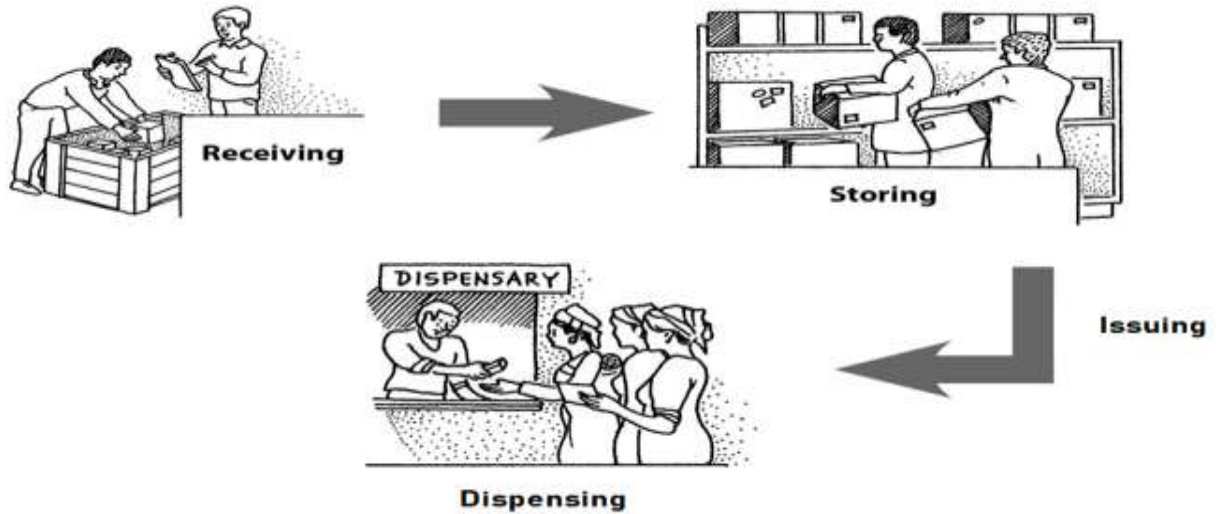 Receiving
Storing
DISPENSARY
Issuing
Dispensing